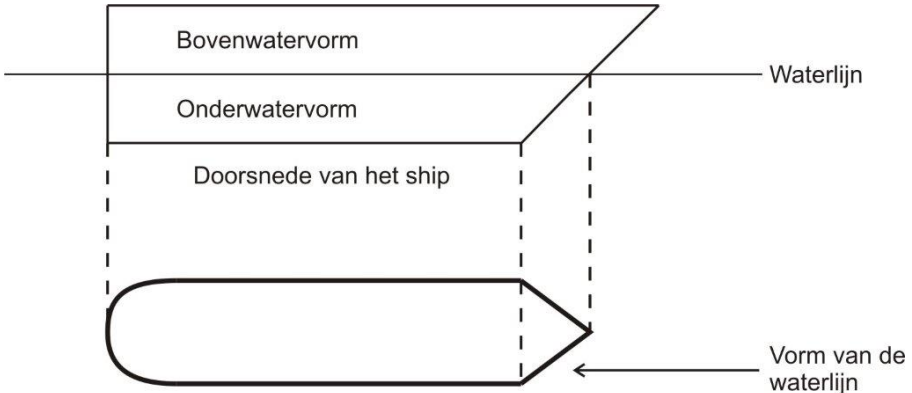 Bovenwatervorm
Waterlijn
Onderwatervorm
Doorsnede van het ship
Vorm van de
waterlijn